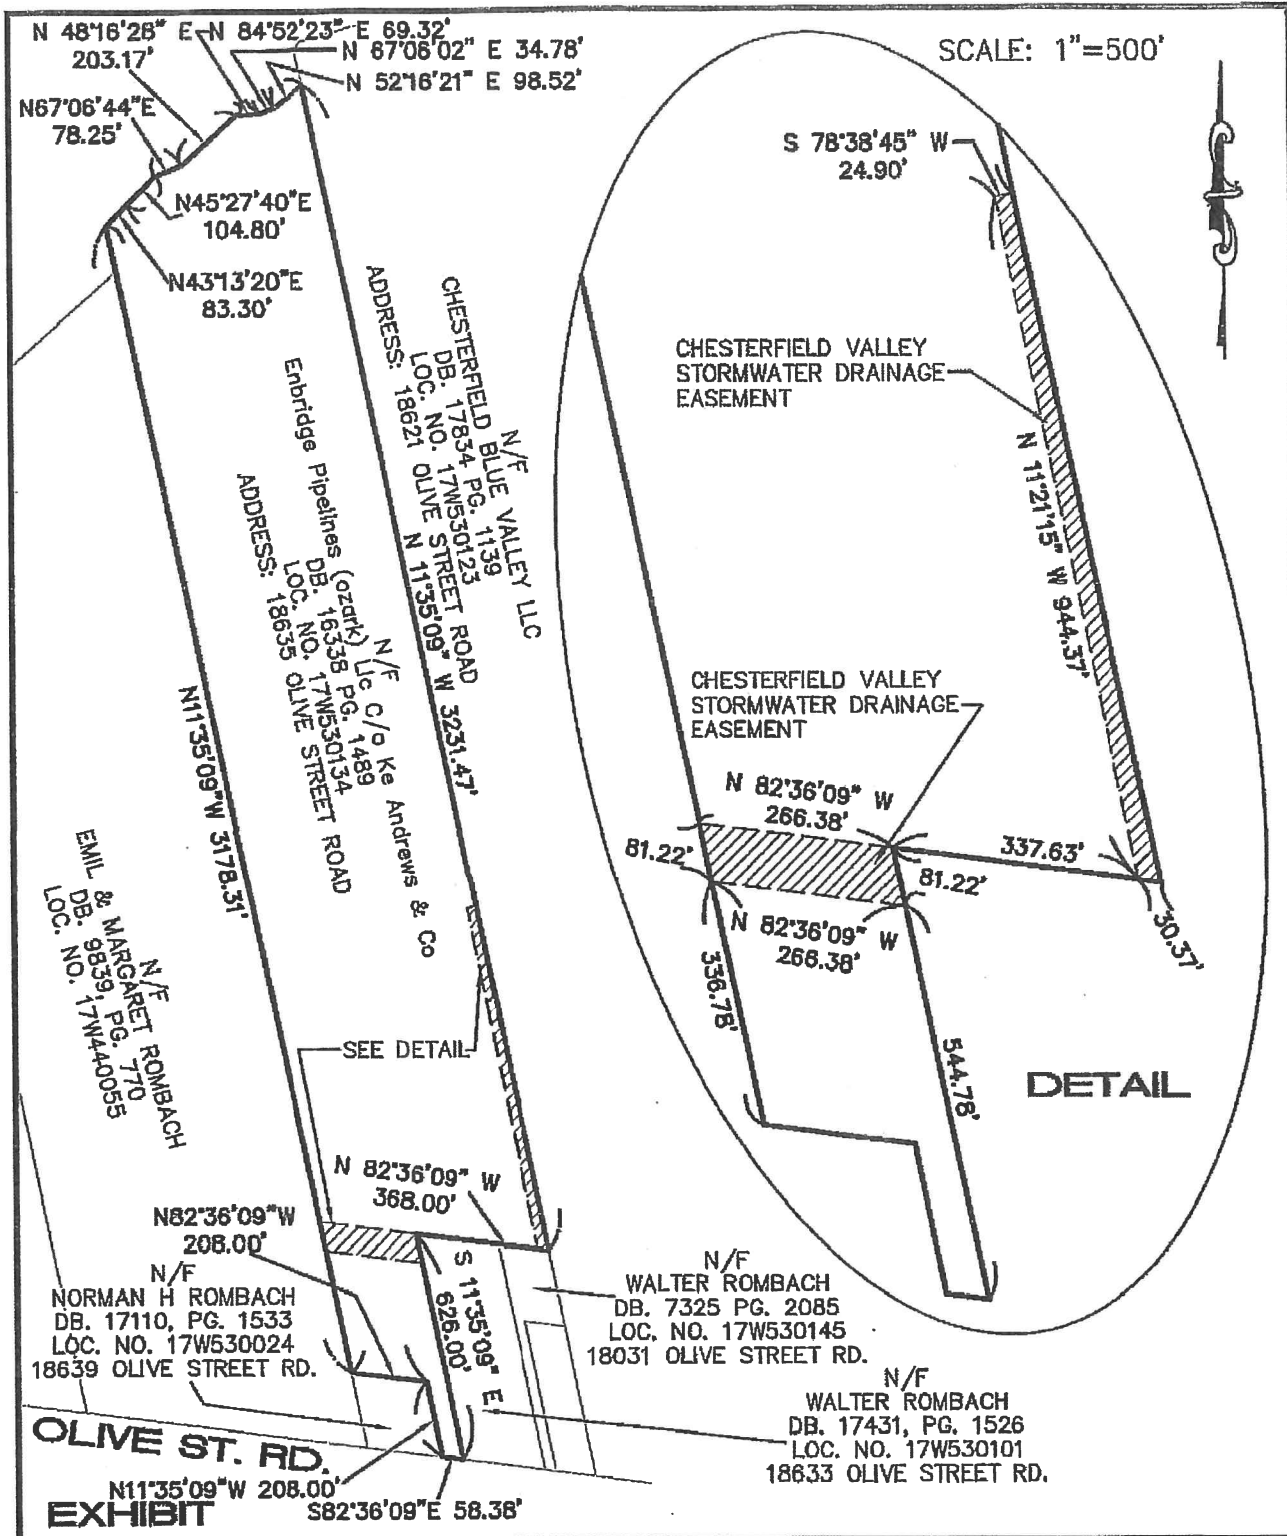 N 48°16'28" E
203.17'
N 84°52'23" E 69.32'
N 67°06'02" E 34.78'
N 52°16'21" E 98.52'
N67°06'44"E
78.25'
N45°27'40"E
104.80'
N43°13'20"E
83.30'
SCALE: 1"=500'
S 78°38'45" W
24.90'
CHESTERFIELD VALLEY
STORMWATER DRAINAGE
EASEMENT
N 11°21'15" W 944.37'
N/F
CHESTERFIELD BLUE VALLEY LLC
DB. 17834 PG. 1139
LOC. NO. 17W530123
ADDRESS: 18621 OLIVE STREET ROAD
N 11°35'09" W 3231.47'
N/F
Enbridge Pipelines (ozark) Llc C/o Ke Andrews & Co
DB. 16338 PG. 1489
LOC. NO. 17W530134
ADDRESS: 18635 OLIVE STREET ROAD
N11°35'09"W 3178.31'
N/F
EMIL & MARGARET ROMBACH
DB. 9839, PG. 770
LOC. NO. 17W440055
CHESTERFIELD VALLEY
STORMWATER DRAINAGE
EASEMENT
N 82°36'09" W
266.38'
81.22'
337.63'
81.22'
30.37'
N 82°36'09" W
266.38'
336.78'
544.78'
DETAIL
SEE DETAIL
N 82°36'09" W
368.00'
N82°36'09"W
208.00'
N/F
NORMAN H ROMBACH
DB. 17110, PG. 1533
LOC. NO. 17W530024
18639 OLIVE STREET RD.
S 11°35'09" E
626.00'
N/F
WALTER ROMBACH
DB. 7325 PG. 2085
LOC. NO. 17W530145
18031 OLIVE STREET RD.
N/F
WALTER ROMBACH
DB. 17431, PG. 1526
LOC. NO. 17W530101
18633 OLIVE STREET RD.
OLIVE ST. RD.
N11°35'09"W 208.00'
S82°36'09"E 58.38'
EXHIBIT